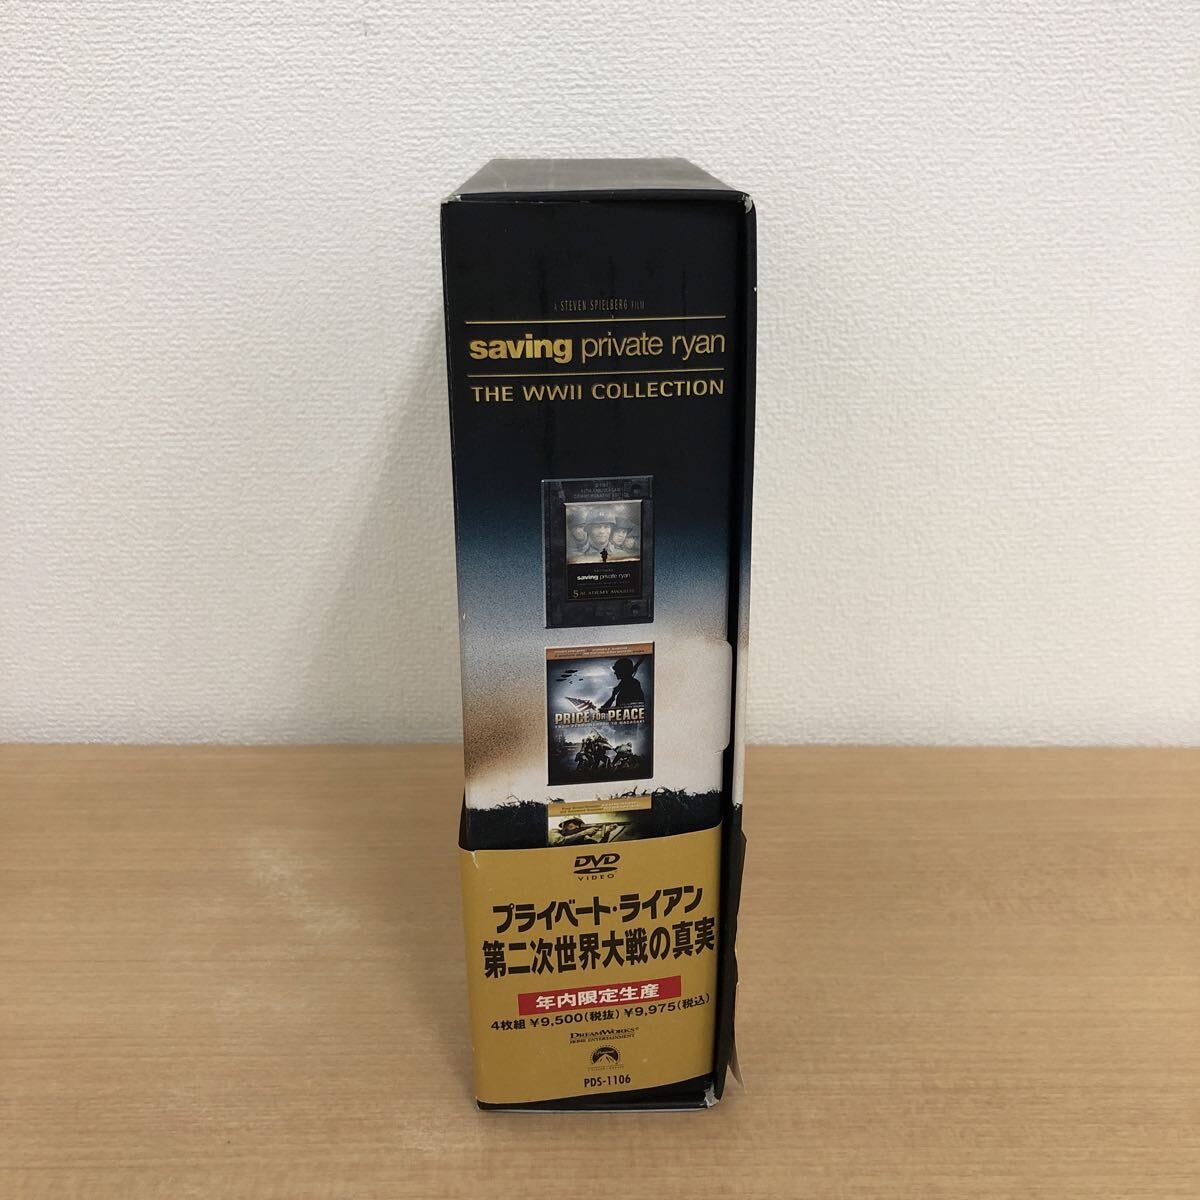 A STEVEN SPIELBERG FILM
saving private ryan
THE WWII COLLECTION
saving private ryan
5 ACADEMY AWARDS
PRICE FOR PEACE
DVD
VIDEO
プライベート・ライアン
第二次世界大戦の真実
年内限定生産
4枚組 ¥9,500(税抜) ¥9,975(税込)
DREAMWORKS
HOME ENTERTAINMENT
PDS-1106